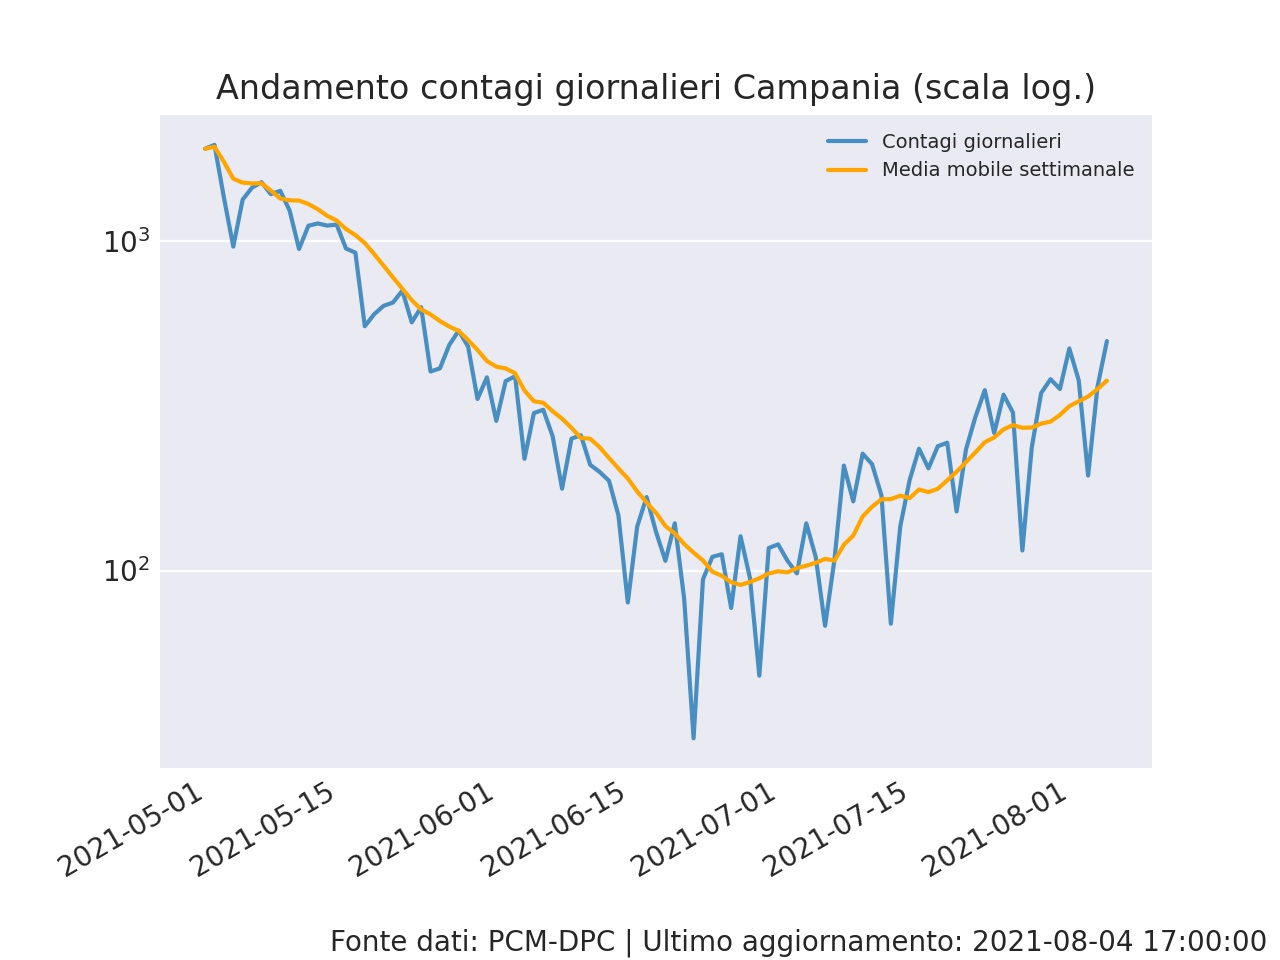 Andamento contagi giornalieri Campania (scala log.)
Contagi giornalieri
Media mobile settimanale
10³
10²
2021-05-01
2021-05-15
2021-06-01
2021-06-15
2021-07-01
2021-07-15
2021-08-01
Fonte dati: PCM-DPC | Ultimo aggiornamento: 2021-08-04 17:00:00